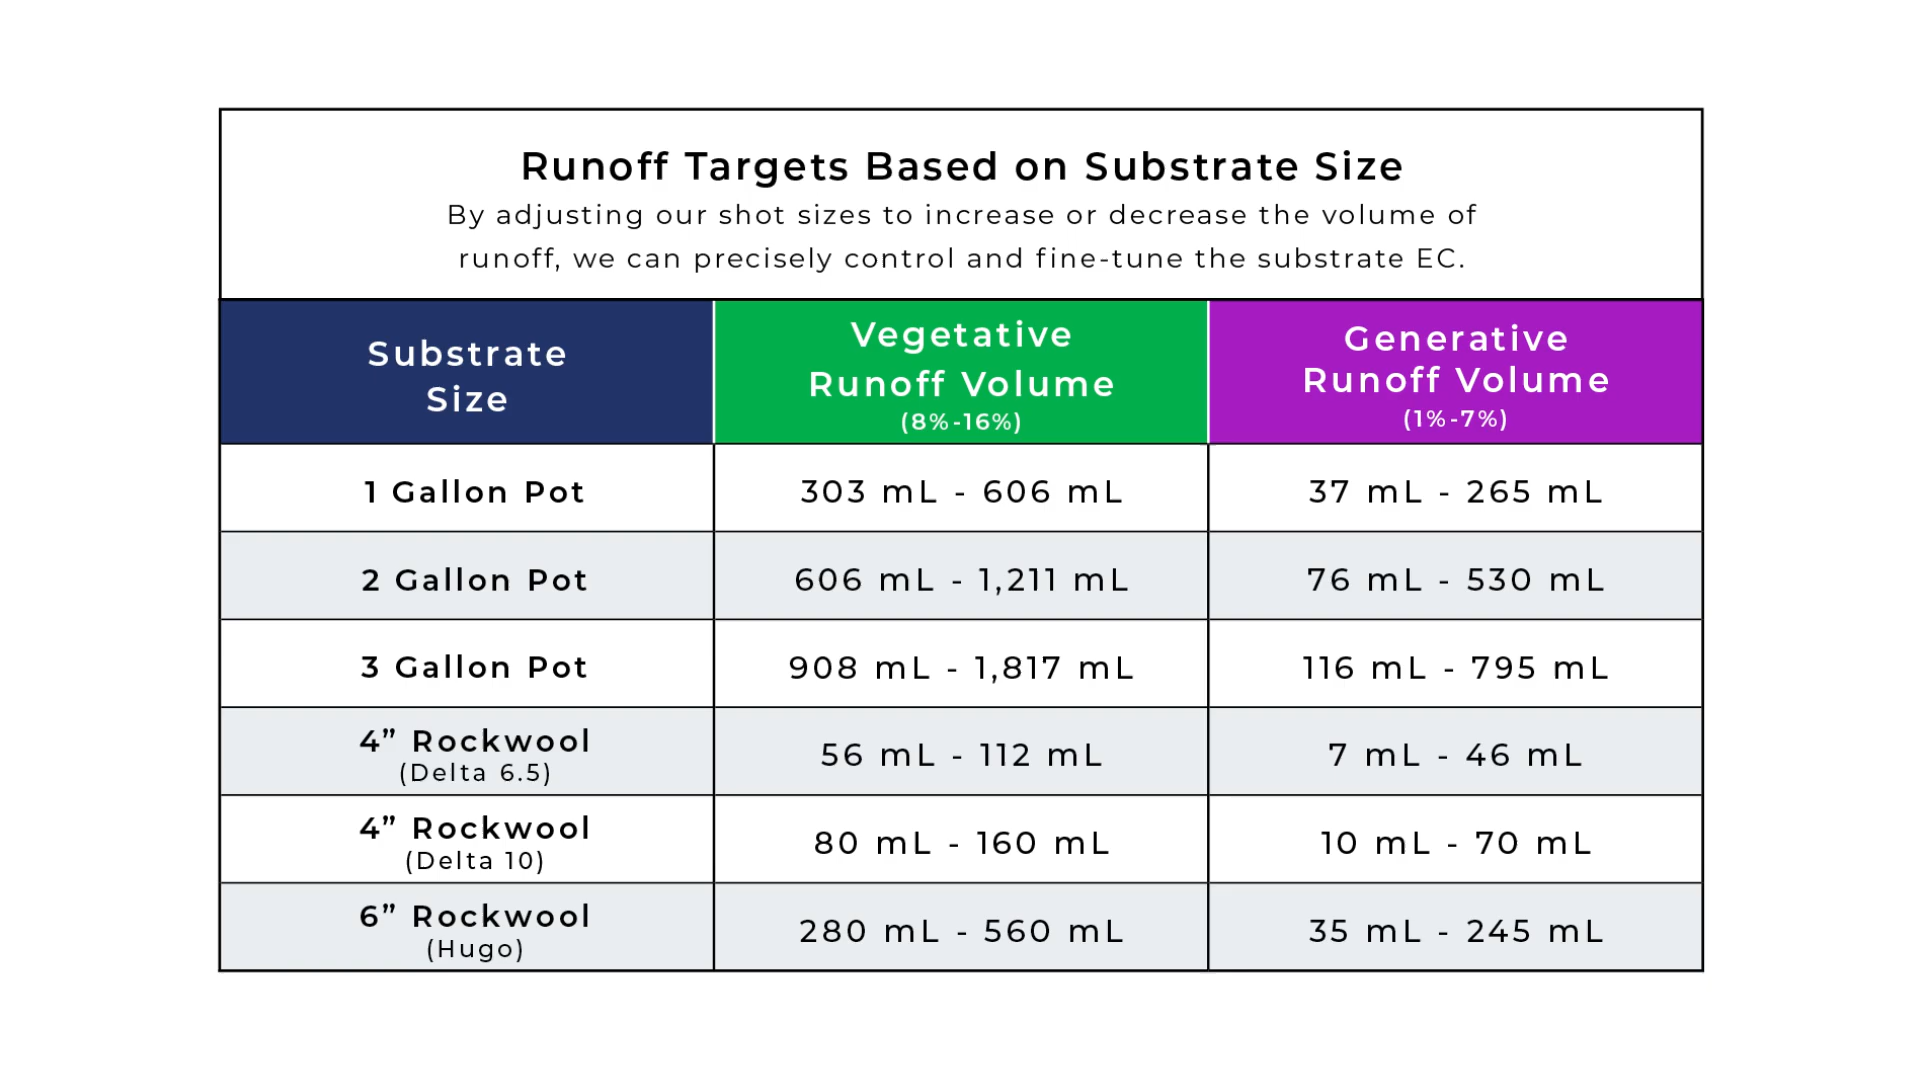 Runoff Targets Based on Substrate Size
By adjusting our shot sizes to increase or decrease the volume of
runoff, we can precisely control and fine-tune the substrate EC.
Substrate
Size
Vegetative
Runoff Volume
(8%-16%)
Generative
Runoff Volume
(1%-7%)
1 Gallon Pot
303 mL - 606 mL
37 mL - 265 mL
2 Gallon Pot
606 mL - 1,211 mL
76 mL - 530 mL
3 Gallon Pot
908 mL - 1,817 mL
116 mL - 795 mL
4” Rockwool
(Delta 6.5)
56 mL - 112 mL
7 mL - 46 mL
4” Rockwool
(Delta 10)
80 mL - 160 mL
10 mL - 70 mL
6” Rockwool
(Hugo)
280 mL - 560 mL
35 mL - 245 mL